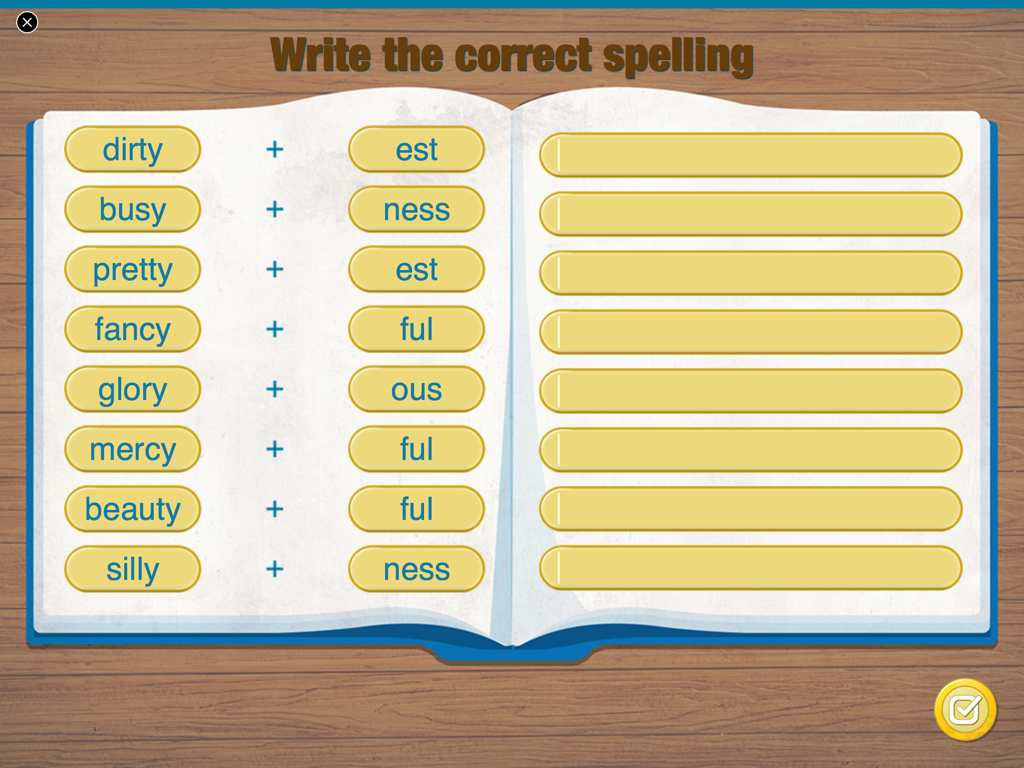 Write the correct spelling
dirty + est
busy + ness
pretty + est
fancy + ful
glory + ous
mercy + ful
beauty + ful
silly + ness